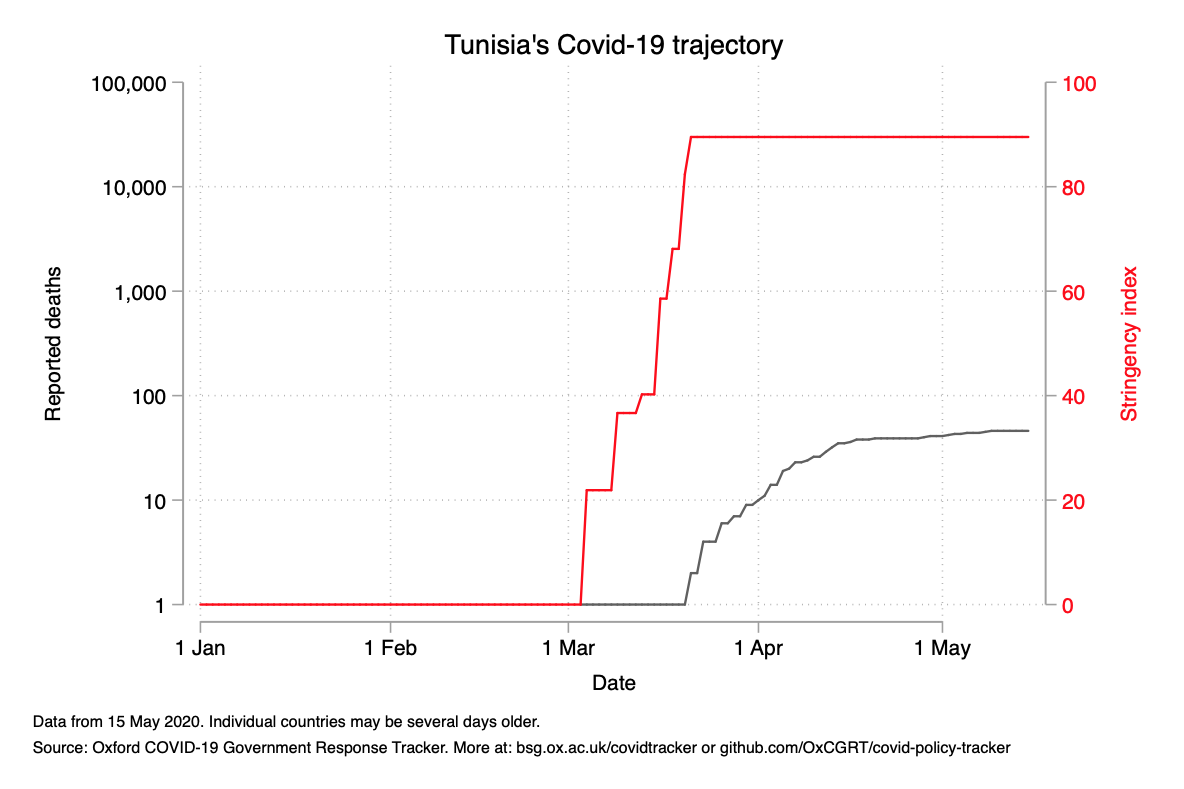 Tunisia's Covid-19 trajectory
100,000
10,000
1,000
100
10
1
Reported deaths
100
80
60
40
20
0
Stringency index
1 Jan
1 Feb
1 Mar
1 Apr
1 May
Date
Data from 15 May 2020. Individual countries may be several days older.
Source: Oxford COVID-19 Government Response Tracker. More at: bsg.ox.ac.uk/covidtracker or github.com/OxCGRT/covid-policy-tracker